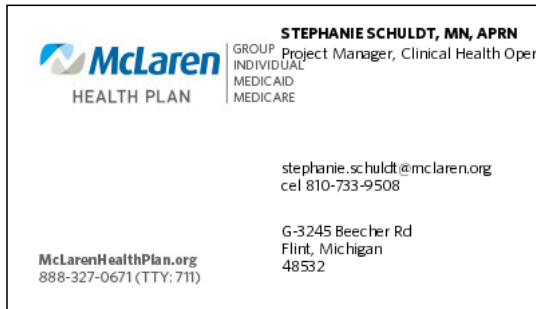 McLaren
HEALTH PLAN
GROUP
INDIVIDUAL
MEDICAID
MEDICARE
STEPHANIE SCHULDT, MN, APRN
Project Manager, Clinical Health Oper
stephanie.schuldt@mclaren.org
cel 810-733-9508
G-3245 Beecher Rd
Flint, Michigan
48532
McLarenHealthPlan.org
888-327-0671 (TTY: 711)